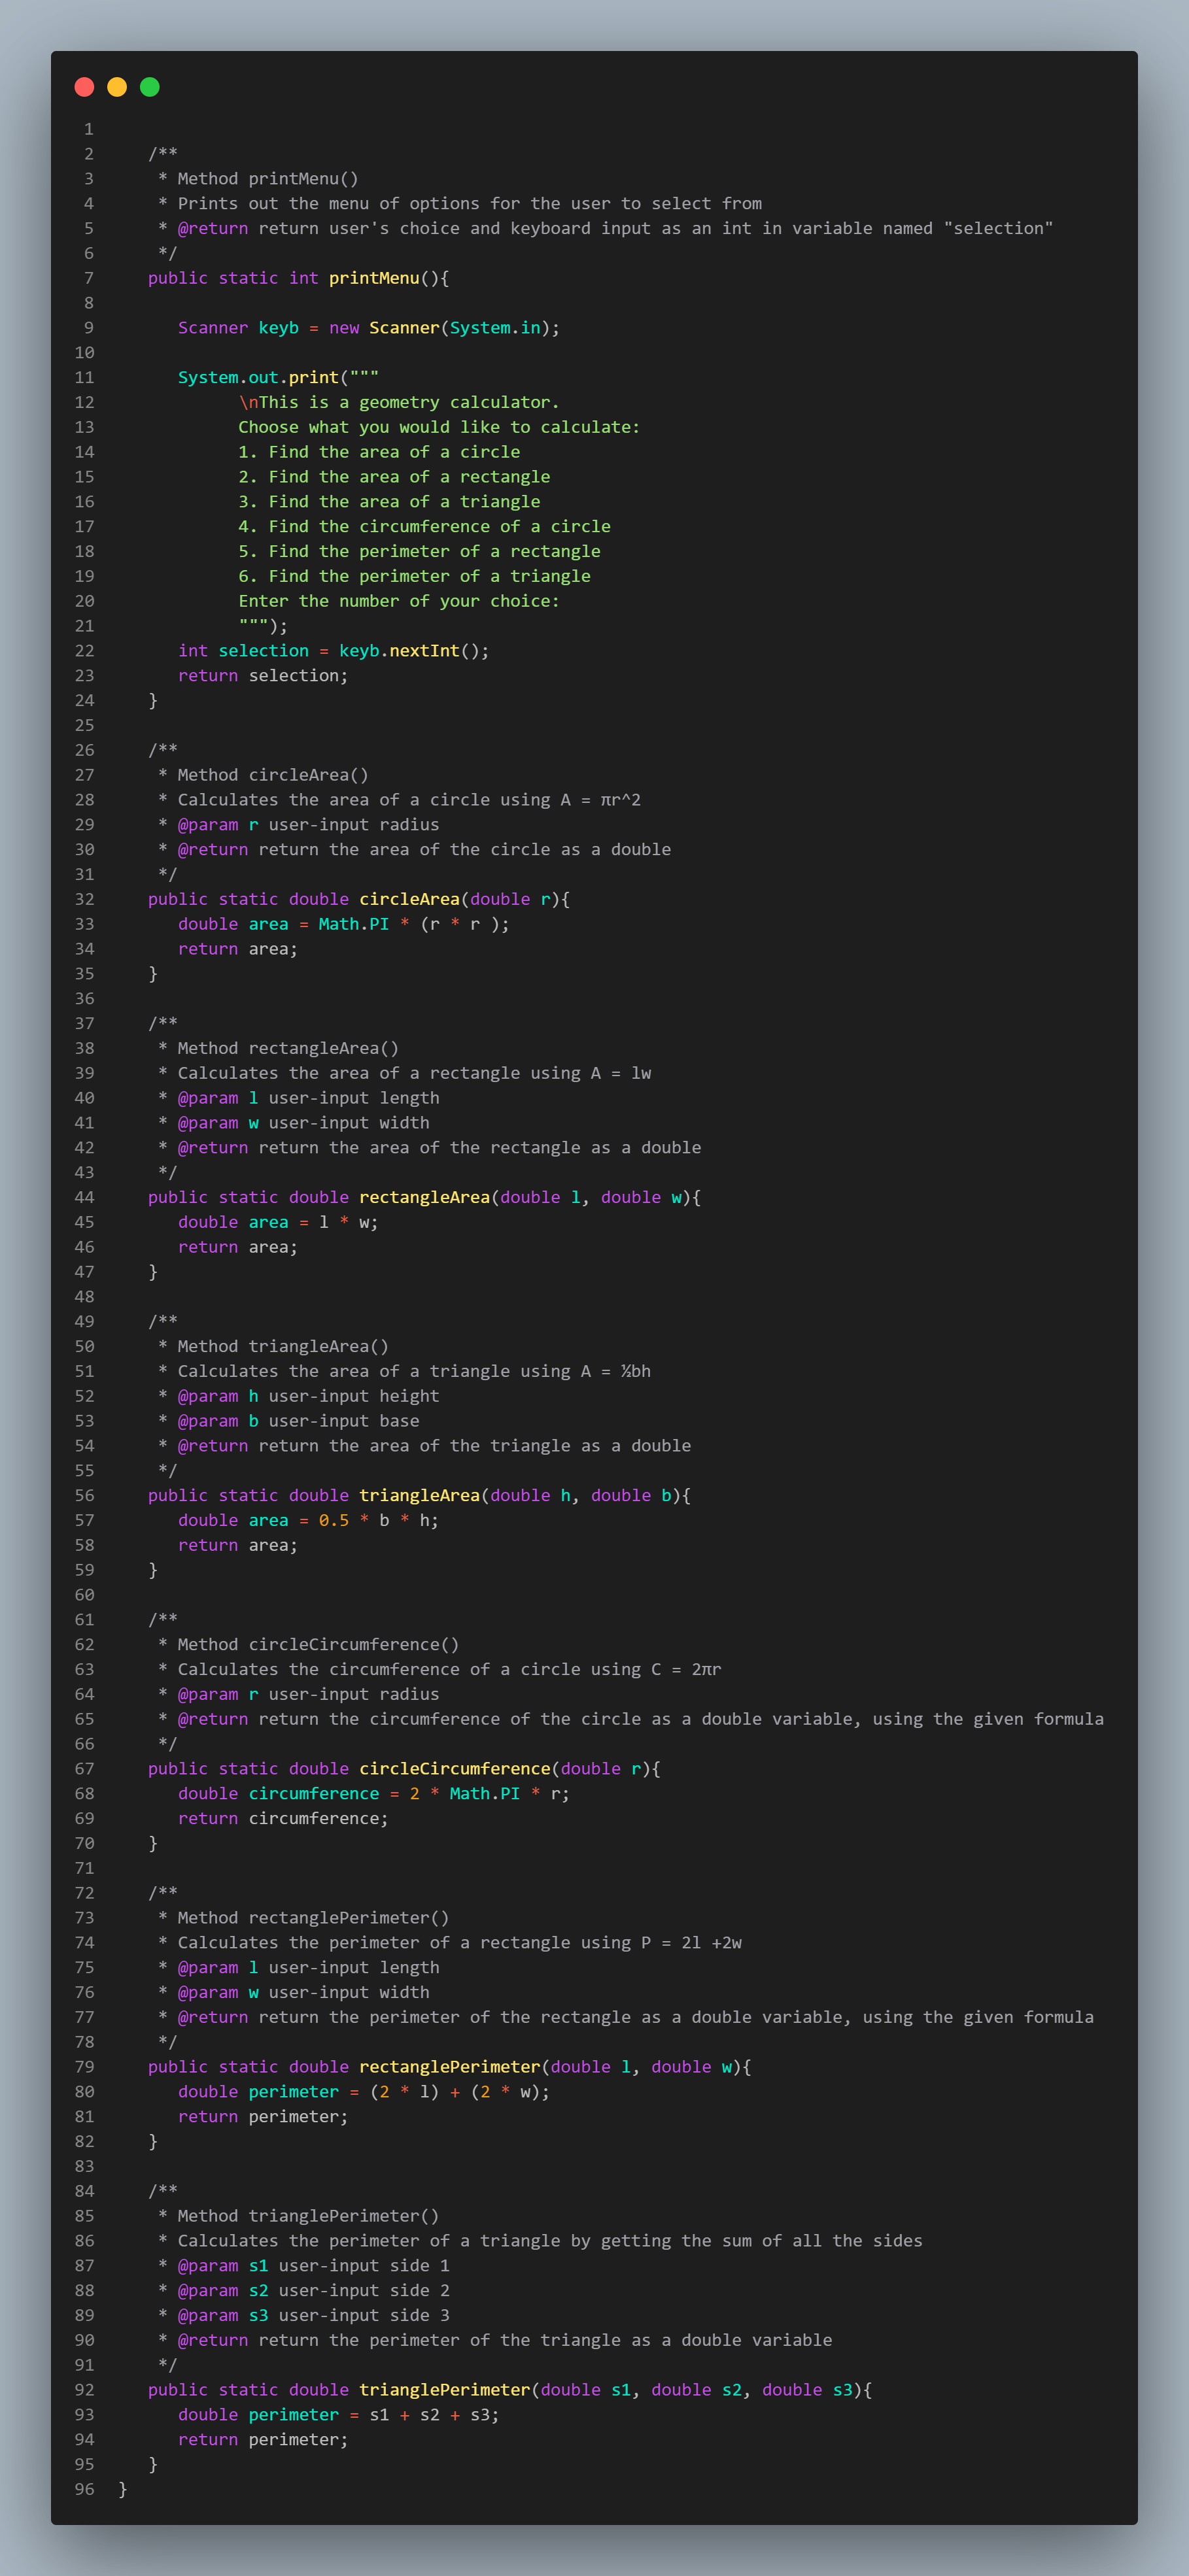 1
2 /**
3 * Method printMenu()
4 * Prints out the menu of options for the user to select from
5 * @return return user's choice and keyboard input as an int in variable named "selection"
6 */
7 public static int printMenu(){
8
9 Scanner keyb = new Scanner(System.in);
10
11 System.out.print("""
12 \nThis is a geometry calculator.
13 Choose what you would like to calculate:
14 1. Find the area of a circle
15 2. Find the area of a rectangle
16 3. Find the area of a triangle
17 4. Find the circumference of a circle
18 5. Find the perimeter of a rectangle
19 6. Find the perimeter of a triangle
20 Enter the number of your choice:
21 """);
22 int selection = keyb.nextInt();
23 return selection;
24 }
25
26 /**
27 * Method circleArea()
28 * Calculates the area of a circle using A = πr^2
29 * @param r user-input radius
30 * @return return the area of the circle as a double
31 */
32 public static double circleArea(double r){
33 double area = Math.PI * (r * r );
34 return area;
35 }
36
37 /**
38 * Method rectangleArea()
39 * Calculates the area of a rectangle using A = lw
40 * @param l user-input length
41 * @param w user-input width
42 * @return return the area of the rectangle as a double
43 */
44 public static double rectangleArea(double l, double w){
45 double area = l * w;
46 return area;
47 }
48
49 /**
50 * Method triangleArea()
51 * Calculates the area of a triangle using A = ½bh
52 * @param h user-input height
53 * @param b user-input base
54 * @return return the area of the triangle as a double
55 */
56 public static double triangleArea(double h, double b){
57 double area = 0.5 * b * h;
58 return area;
59 }
60
61 /**
62 * Method circleCircumference()
63 * Calculates the circumference of a circle using C = 2πr
64 * @param r user-input radius
65 * @return return the circumference of the circle as a double variable, using the given formula
66 */
67 public static double circleCircumference(double r){
68 double circumference = 2 * Math.PI * r;
69 return circumference;
70 }
71
72 /**
73 * Method rectanglePerimeter()
74 * Calculates the perimeter of a rectangle using P = 2l +2w
75 * @param l user-input length
76 * @param w user-input width
77 * @return return the perimeter of the rectangle as a double variable, using the given formula
78 */
79 public static double rectanglePerimeter(double l, double w){
80 double perimeter = (2 * l) + (2 * w);
81 return perimeter;
82 }
83
84 /**
85 * Method trianglePerimeter()
86 * Calculates the perimeter of a triangle by getting the sum of all the sides
87 * @param s1 user-input side 1
88 * @param s2 user-input side 2
89 * @param s3 user-input side 3
90 * @return return the perimeter of the triangle as a double variable
91 */
92 public static double trianglePerimeter(double s1, double s2, double s3){
93 double perimeter = s1 + s2 + s3;
94 return perimeter;
95 }
96 }